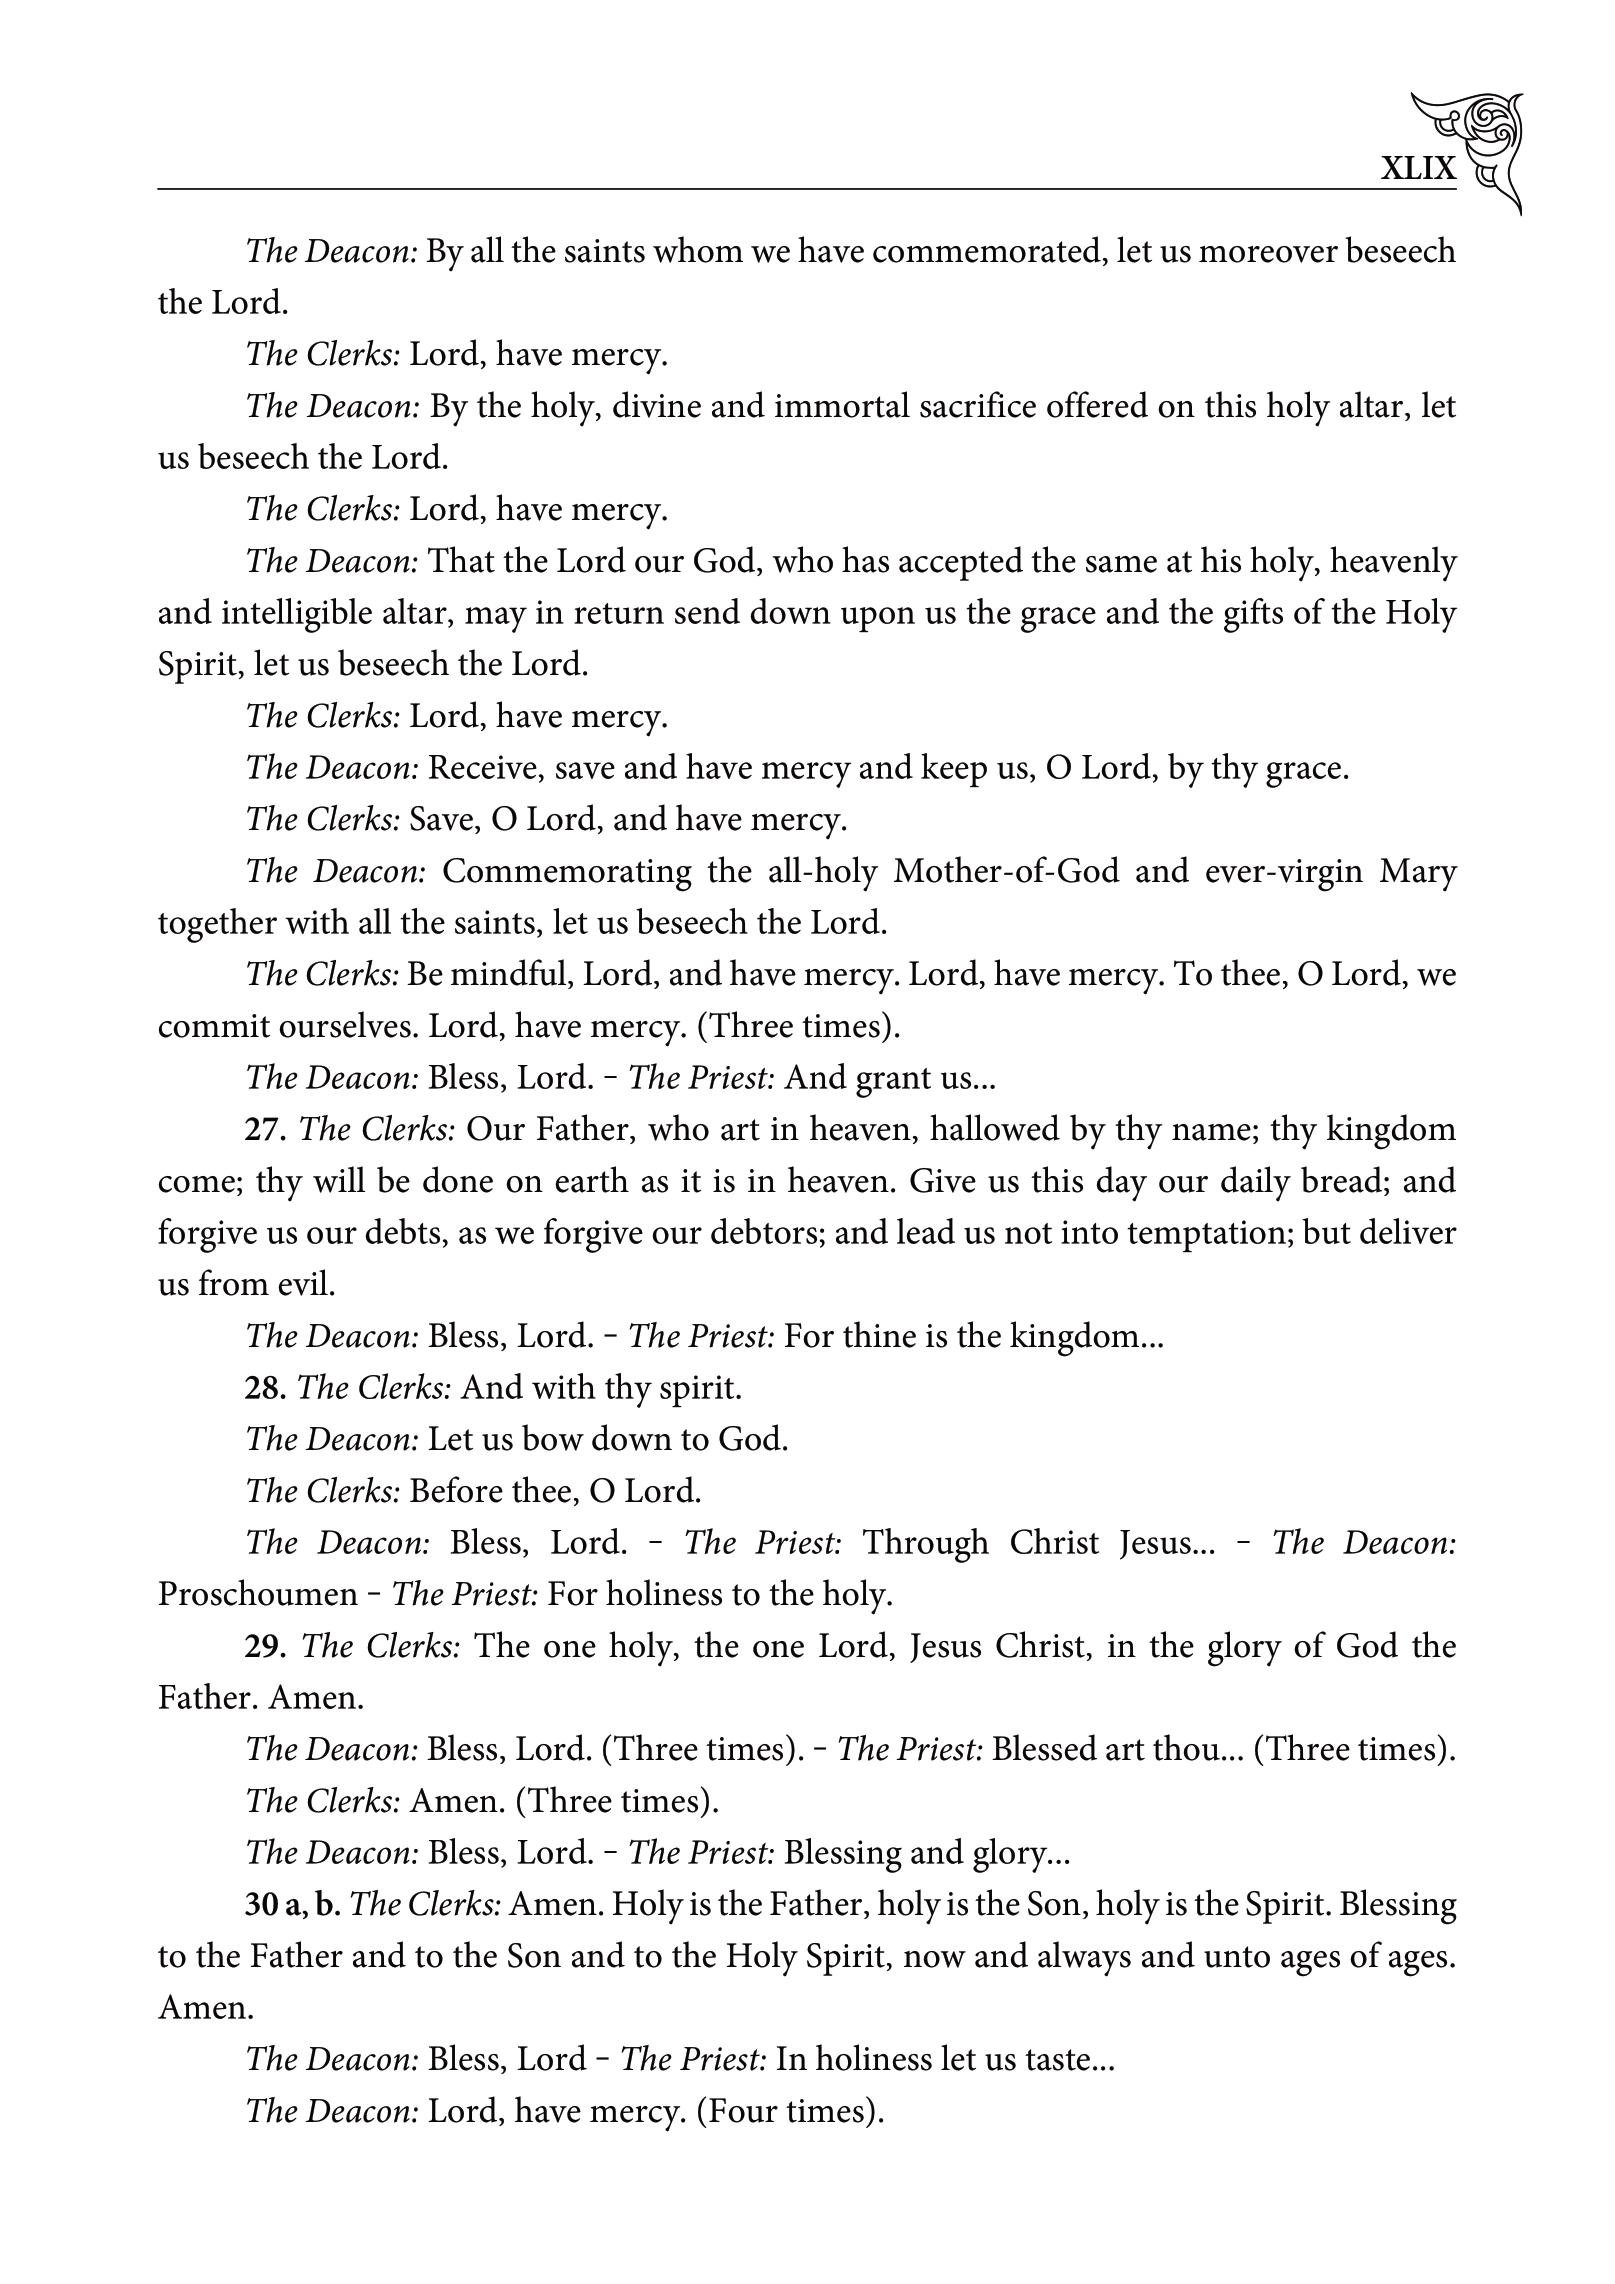 XLIX
The Deacon: By all the saints whom we have commemorated, let us moreover beseech
the Lord.
The Clerks: Lord, have mercy.
The Deacon: By the holy, divine and immortal sacrifice offered on this holy altar, let
us beseech the Lord.
The Clerks: Lord, have mercy.
The Deacon: That the Lord our God, who has accepted the same at his holy, heavenly
and intelligible altar, may in return send down upon us the grace and the gifts of the Holy
Spirit, let us beseech the Lord.
The Clerks: Lord, have mercy.
The Deacon: Receive, save and have mercy and keep us, O Lord, by thy grace.
The Clerks: Save, O Lord, and have mercy.
The Deacon: Commemorating the all-holy Mother-of-God and ever-virgin Mary
together with all the saints, let us beseech the Lord.
The Clerks: Be mindful, Lord, and have mercy. Lord, have mercy. To thee, O Lord, we
commit ourselves. Lord, have mercy. (Three times).
The Deacon: Bless, Lord. – The Priest: And grant us...
27. The Clerks: Our Father, who art in heaven, hallowed by thy name; thy kingdom
come; thy will be done on earth as it is in heaven. Give us this day our daily bread; and
forgive us our debts, as we forgive our debtors; and lead us not into temptation; but deliver
us from evil.
The Deacon: Bless, Lord. – The Priest: For thine is the kingdom...
28. The Clerks: And with thy spirit.
The Deacon: Let us bow down to God.
The Clerks: Before thee, O Lord.
The Deacon: Bless, Lord. – The Priest: Through Christ Jesus... – The Deacon:
Proschoumen – The Priest: For holiness to the holy.
29. The Clerks: The one holy, the one Lord, Jesus Christ, in the glory of God the
Father. Amen.
The Deacon: Bless, Lord. (Three times). – The Priest: Blessed art thou... (Three times).
The Clerks: Amen. (Three times).
The Deacon: Bless, Lord. – The Priest: Blessing and glory...
30 a, b. The Clerks: Amen. Holy is the Father, holy is the Son, holy is the Spirit. Blessing
to the Father and to the Son and to the Holy Spirit, now and always and unto ages of ages.
Amen.
The Deacon: Bless, Lord – The Priest: In holiness let us taste...
The Deacon: Lord, have mercy. (Four times).